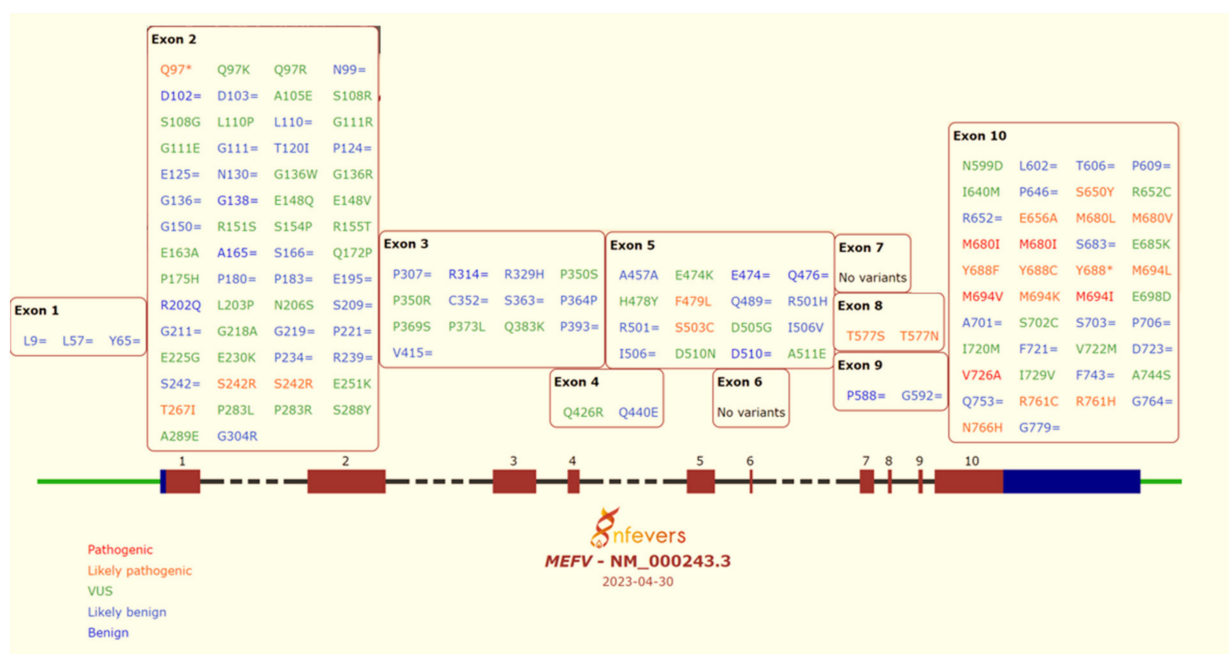 Exon 2
Q97* Q97K Q97R N99=
D102= D103= A105E S108R
S108G L110P L110= G111R
G111E G111= T120I P124=
E125= N130= G136W G136R
G136= G138= E148Q E148V
G150= R151S S154P R155T
E163A A165= S166= Q172P
P175H P180= P183= E195=
R202Q L203P N206S S209=
G211= G218A G219= P221=
E225G E230K P234= R239=
S242= S242R S242R E251K
T267I P283L P283R S288Y
A289E G304R
Exon 1
L9= L57= Y65=
Exon 3
P307= R314= R329H P350S
P350R C352= S363= P364P
P369S P373L Q383K P393=
V415=
Exon 4
Q426R Q440E
Exon 5
A457A E474K E474= Q476=
H478Y F479L Q489= R501H
R501= S503C D505G I506V
I506= D510N D510= A511E
Exon 6
No variants
Exon 7
No variants
Exon 8
T577S T577N
Exon 9
P588= G592=
Exon 10
N599D L602= T606= P609=
I640M P646= S650Y R652C
R652= E656A M680L M680V
M680I M680I S683= E685K
Y688F Y688C Y688* M694L
M694V M694K M694I E698D
A701= S702C S703= P706=
I720M F721= V722M D723=
V726A I729V F743= A744S
Q753= R761C R761H G764=
N766H G779=
1 2 3 4 5 6 7 8 9 10
nfevers
MEFV - NM_000243.3
2023-04-30
Pathogenic
Likely pathogenic
VUS
Likely benign
Benign